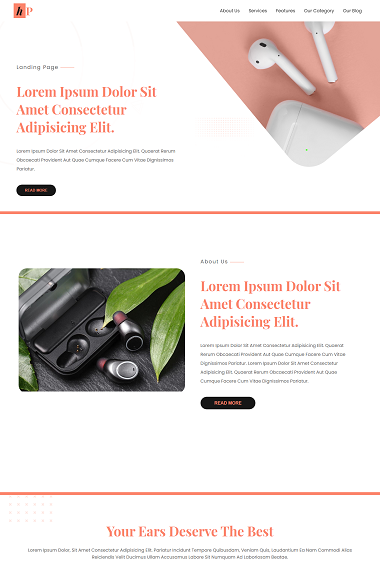 h P
About Us Services Features Our Category Our Blog
Landing Page
Lorem Ipsum Dolor Sit
Amet Consectetur
Adipisicing Elit.
Lorem Ipsum Dolor Sit Amet Consectetur Adipisicing Elit. Quaerat Rerum
Obcaecati Provident Aut Quae Cumque Facere Cum Vitae Dignissimos
Pariatur.
READ MORE
About Us
Lorem Ipsum Dolor Sit
Amet Consectetur
Adipisicing Elit.
Lorem Ipsum Dolor Sit Amet Consectetur Adipisicing Elit. Quaerat
Rerum Obcaecati Provident Aut Quae Cumque Facere Cum Vitae
Dignissimos Pariatur. Lorem Ipsum Dolor Sit Amet Consectetur Adipisicing
Elit. Quaerat Rerum Obcaecati Provident Aut Quae
Cumque Facere Cum Vitae Dignissimos Pariatur.
READ MORE
Your Ears Deserve The Best
Lorem Ipsum Dolor, Sit Amet Consectetur Adipisicing Elit. Pariatur Incidunt Tempore Quibusdam, Veniam Quis, Laudantium Ea Nam Commodi Alias
Reiciendis Velit Ducimus Ullam Accusamus Labore Sit Numquam Ad Laboriosam Beatae.